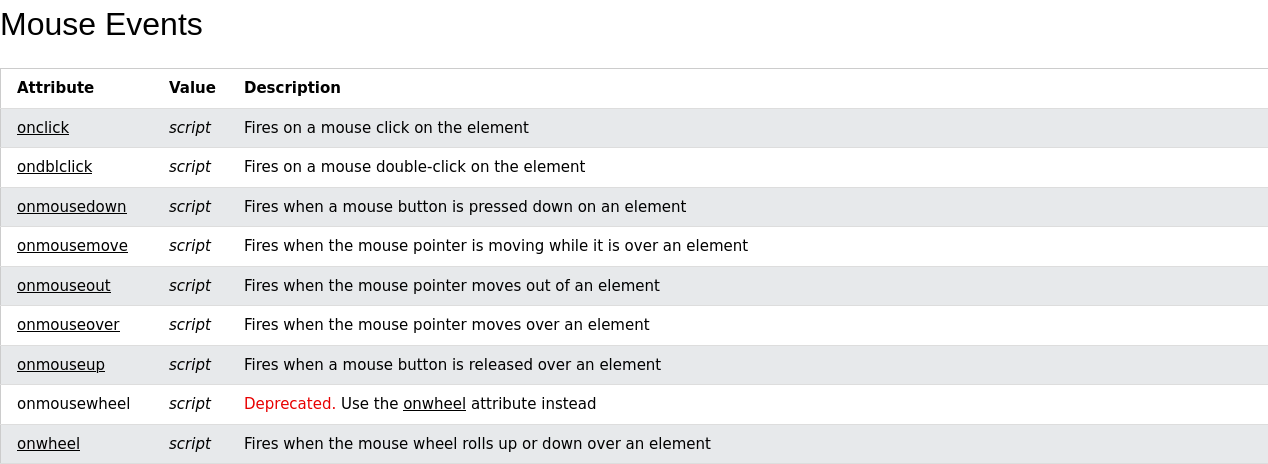 Mouse Events
Attribute Value Description
onclick script Fires on a mouse click on the element
ondblclick script Fires on a mouse double-click on the element
onmousedown script Fires when a mouse button is pressed down on an element
onmousemove script Fires when the mouse pointer is moving while it is over an element
onmouseout script Fires when the mouse pointer moves out of an element
onmouseover script Fires when the mouse pointer moves over an element
onmouseup script Fires when a mouse button is released over an element
onmousewheel script Deprecated. Use the onwheel attribute instead
onwheel script Fires when the mouse wheel rolls up or down over an element